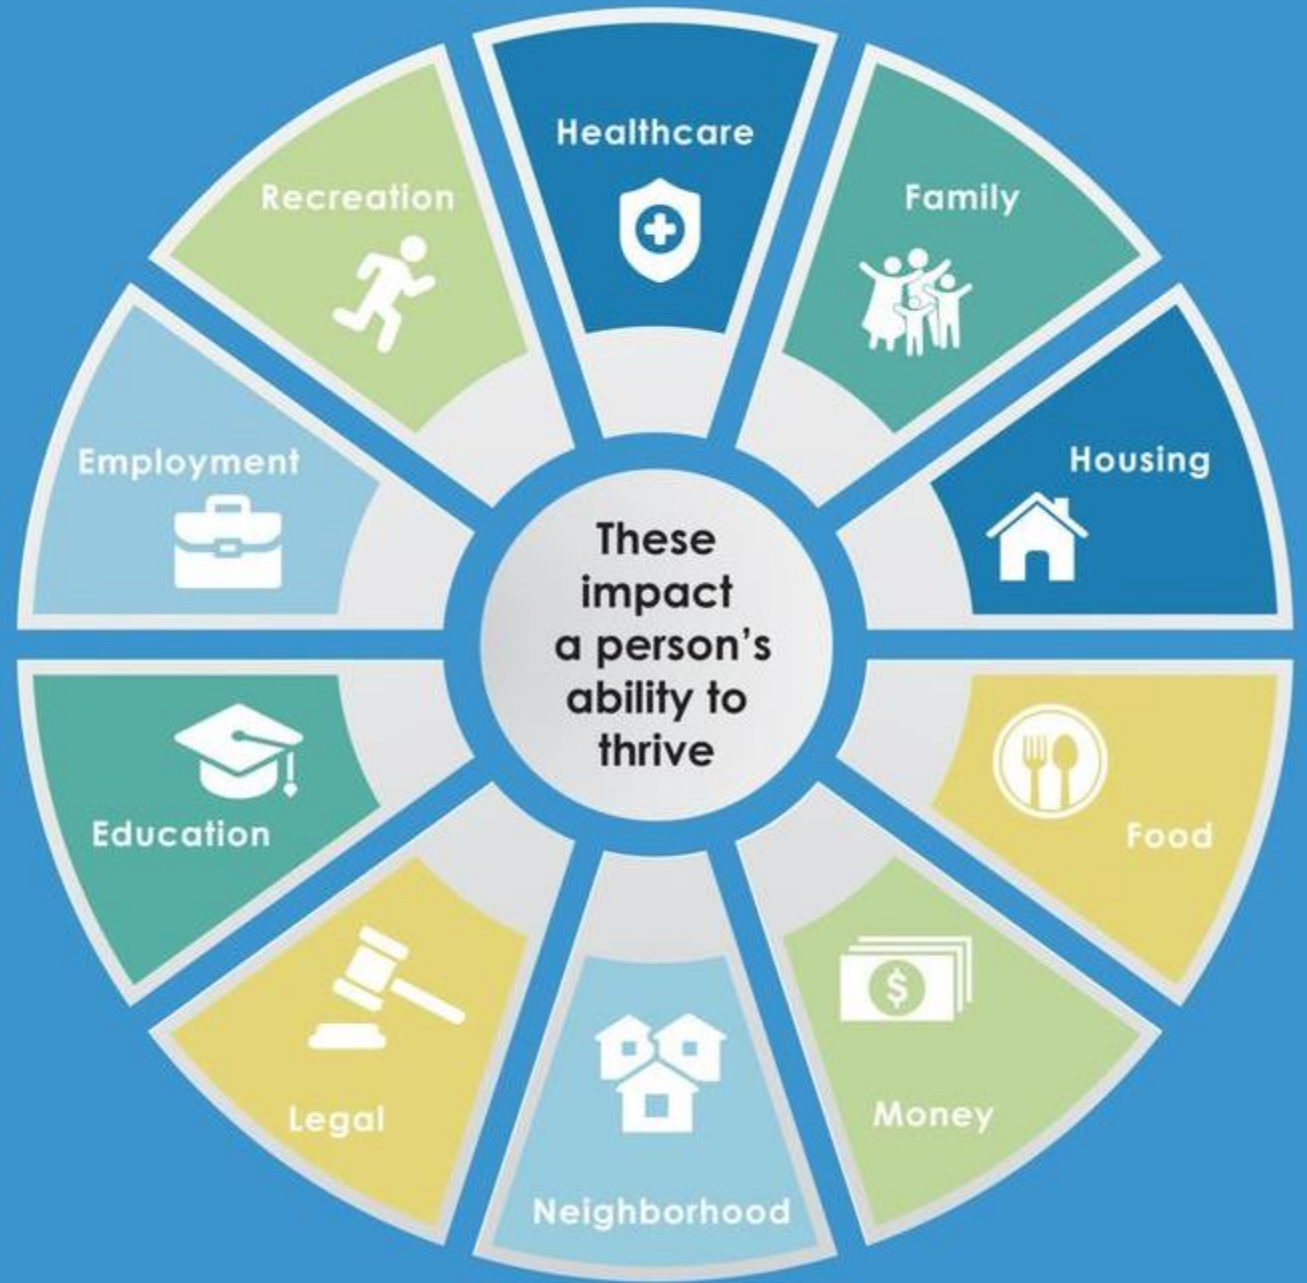 Healthcare
Family
Housing
Food
Money
Neighborhood
Legal
Education
Employment
Recreation
These
impact
a person's
ability to
thrive
$